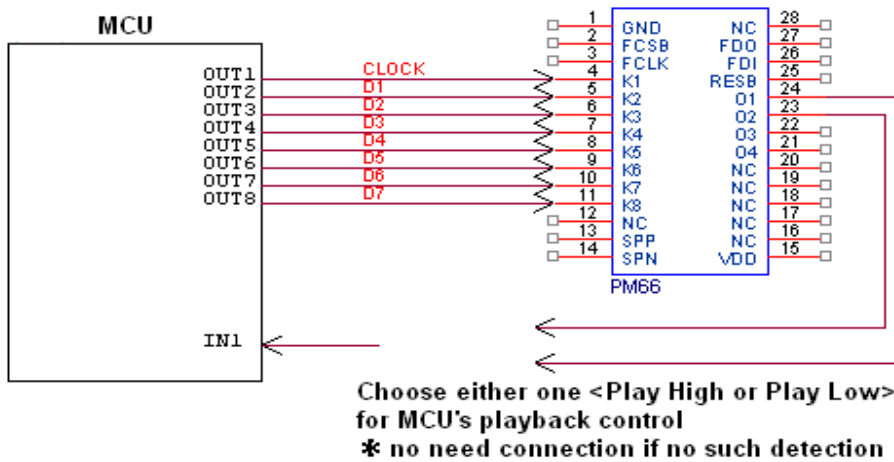 MCU
OUT1
OUT2
OUT3
OUT4
OUT5
OUT6
OUT7
OUT8
IN1
CLOCK
D1
D2
D3
D4
D5
D6
D7
1
2
3
4
5
6
7
8
9
10
11
12
13
14
GND
FCSB
FCLK
K1
K2
K3
K4
K5
K6
K7
K8
NC
SPP
SPN
NC
FDO
FDI
RESB
O1
O2
O3
O4
NC
NC
NC
NC
NC
VDD
28
27
26
25
24
23
22
21
20
19
18
17
16
15
PM66
Choose either one <Play High or Play Low>
for MCU's playback control
* no need connection if no such detection